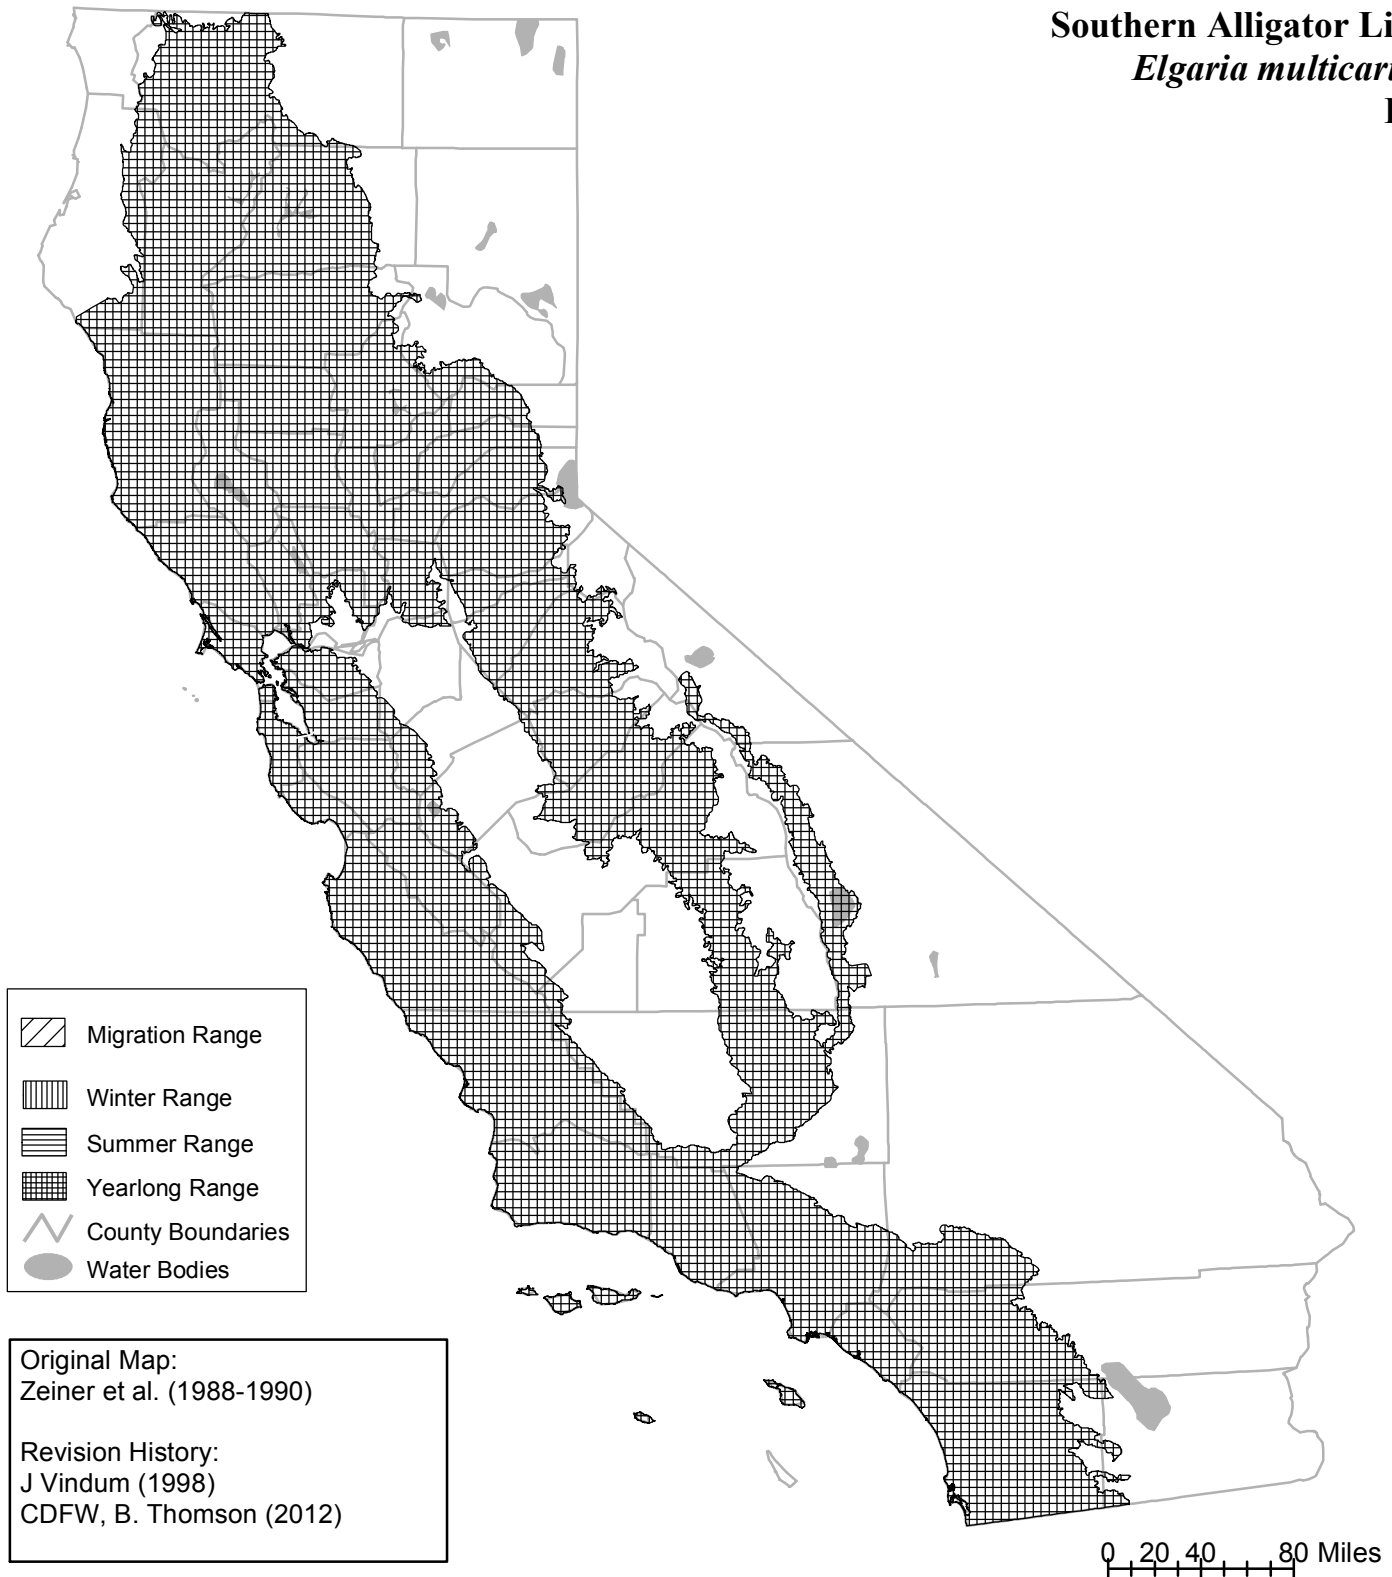 Southern Alligator Li
Elgaria multicari
Migration Range
Winter Range
Summer Range
Yearlong Range
County Boundaries
Water Bodies
Original Map:
Zeiner et al. (1988-1990)
Revision History:
J Vindum (1998)
CDFW, B. Thomson (2012)
0 20 40 80 Miles